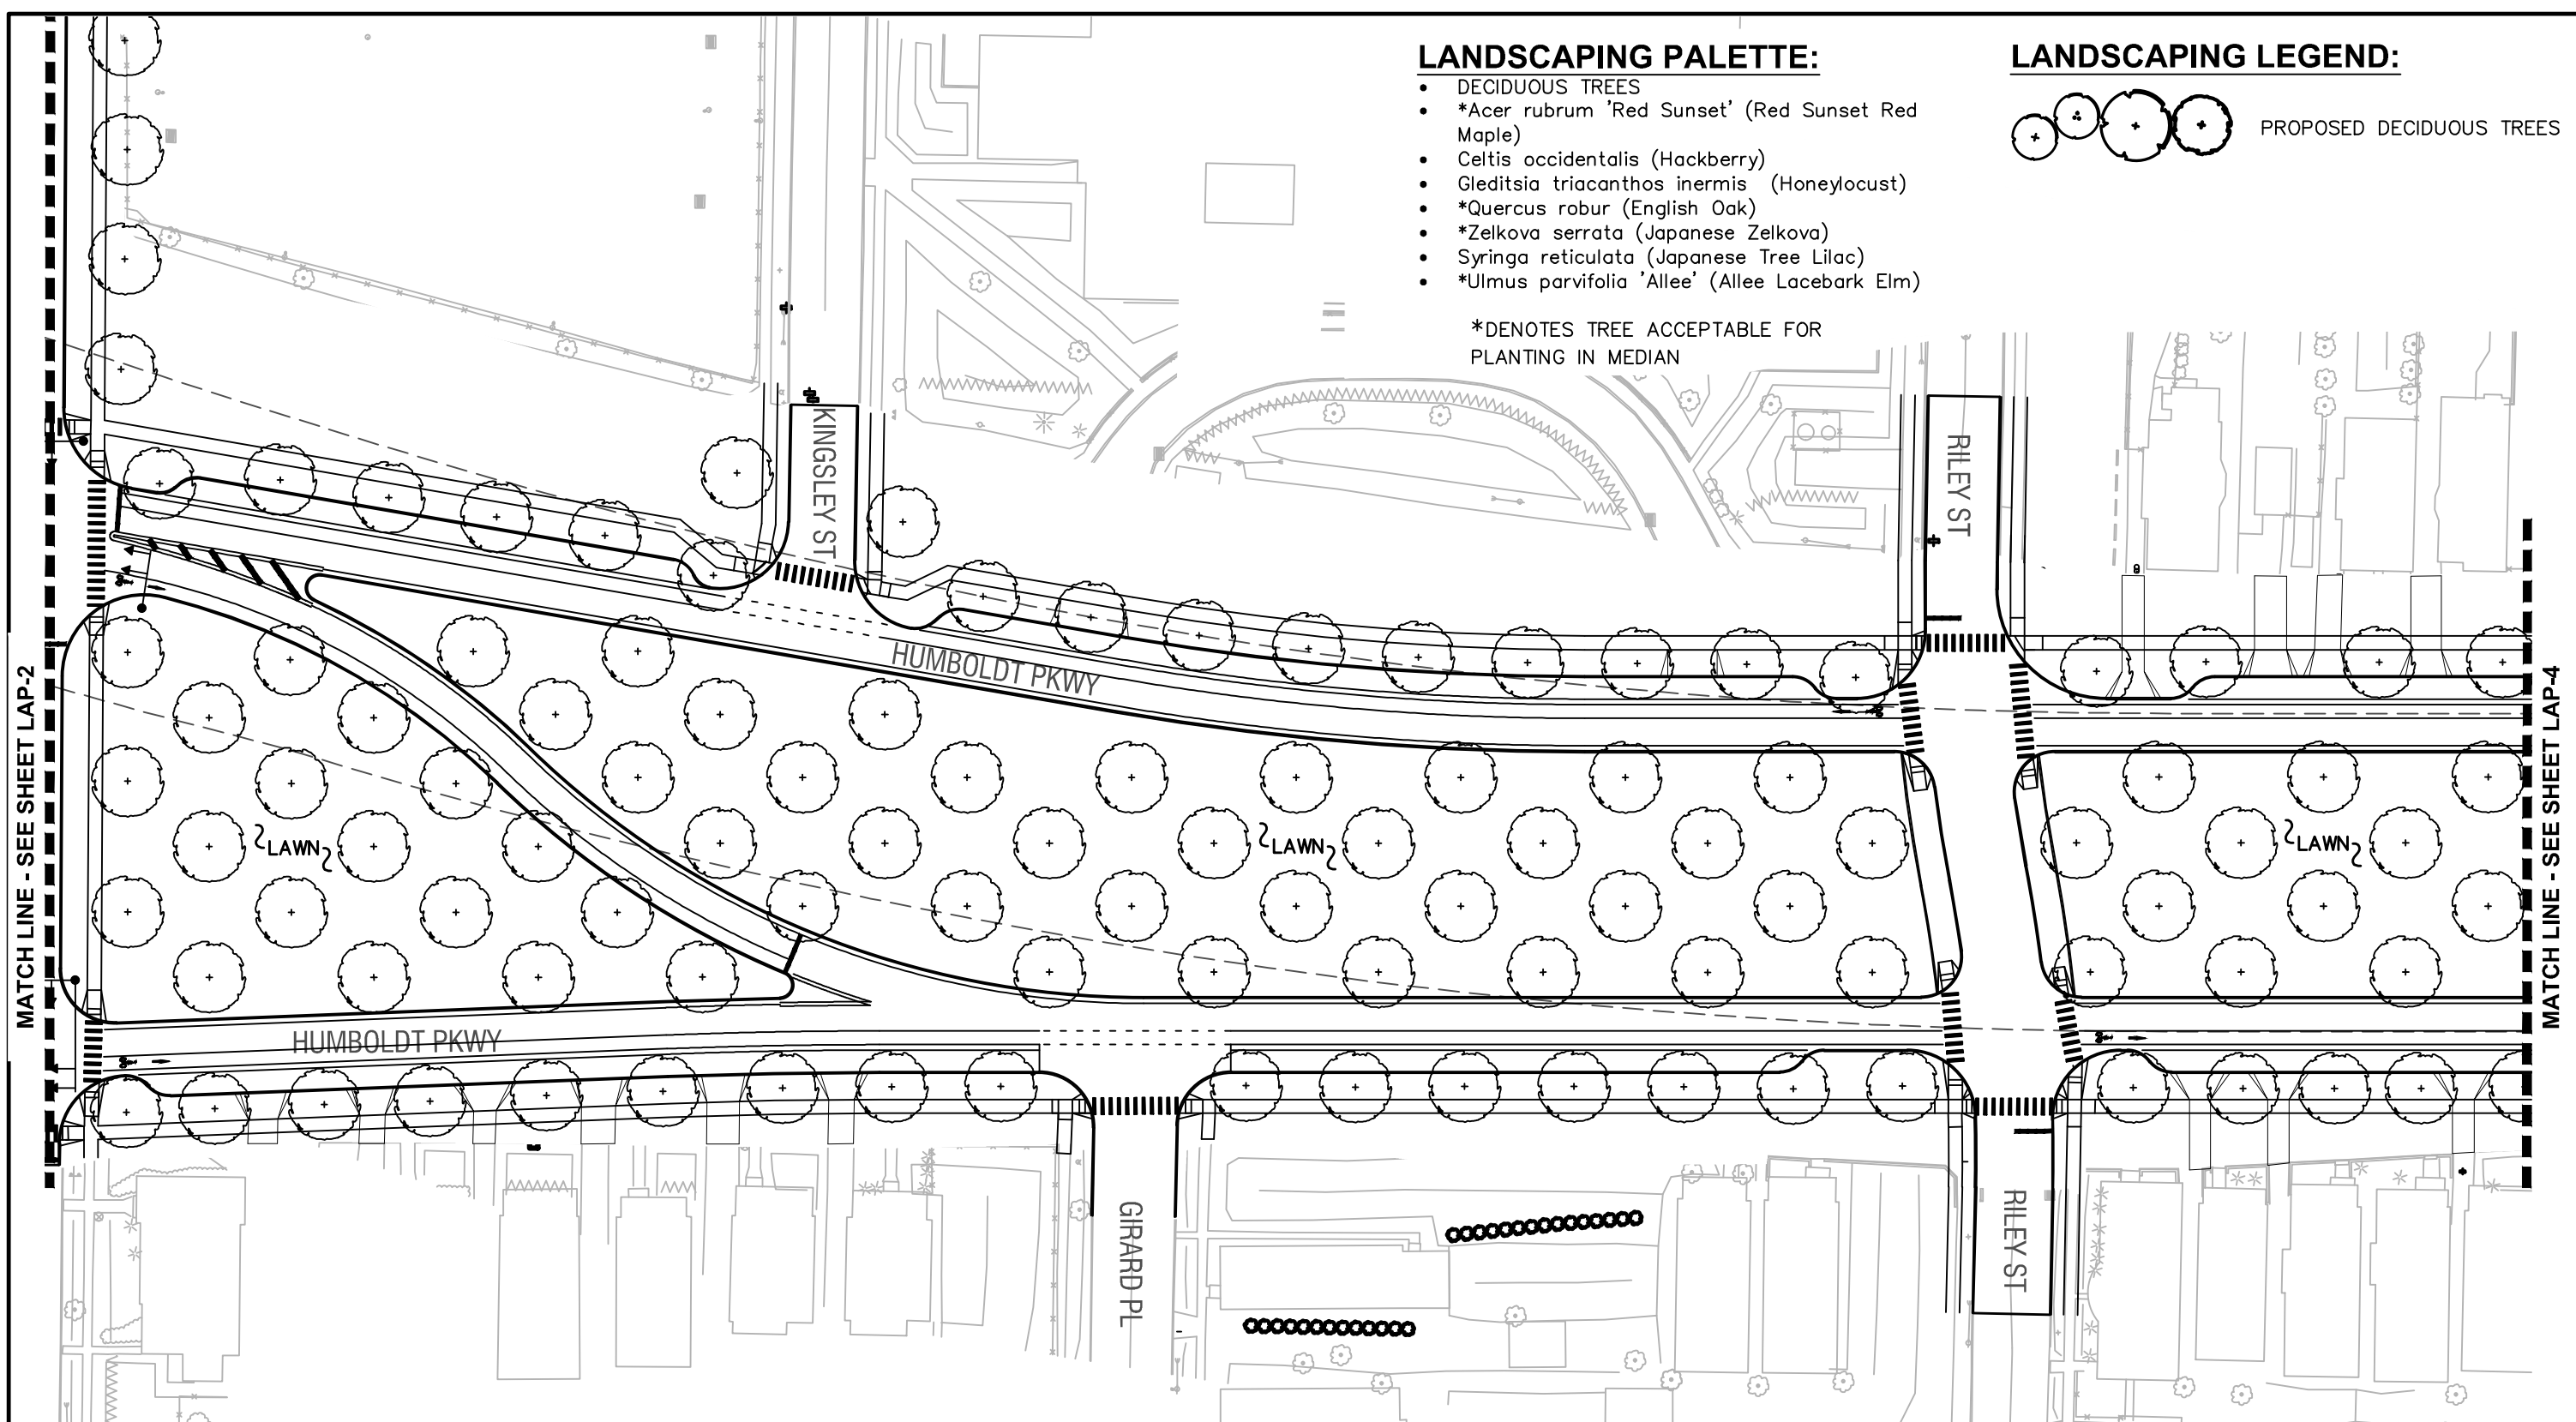 LANDSCAPING PALETTE:
• DECIDUOUS TREES
• *Acer rubrum 'Red Sunset' (Red Sunset Red
Maple)
• Celtis occidentalis (Hackberry)
• Gleditsia triacanthos inermis (Honeylocust)
• *Quercus robur (English Oak)
• *Zelkova serrata (Japanese Zelkova)
• Syringa reticulata (Japanese Tree Lilac)
• *Ulmus parvifolia 'Allee' (Allee Lacebark Elm)
*DENOTES TREE ACCEPTABLE FOR
PLANTING IN MEDIAN
LANDSCAPING LEGEND:
PROPOSED DECIDUOUS TREES
KINGSLEY ST
RILEY ST
HUMBOLDT PKWY
MATCH LINE - SEE SHEET LAP-2
MATCH LINE - SEE SHEET LAP-4
LAWN
LAWN
LAWN
HUMBOLDT PKWY
GIRARD PL
RILEY ST